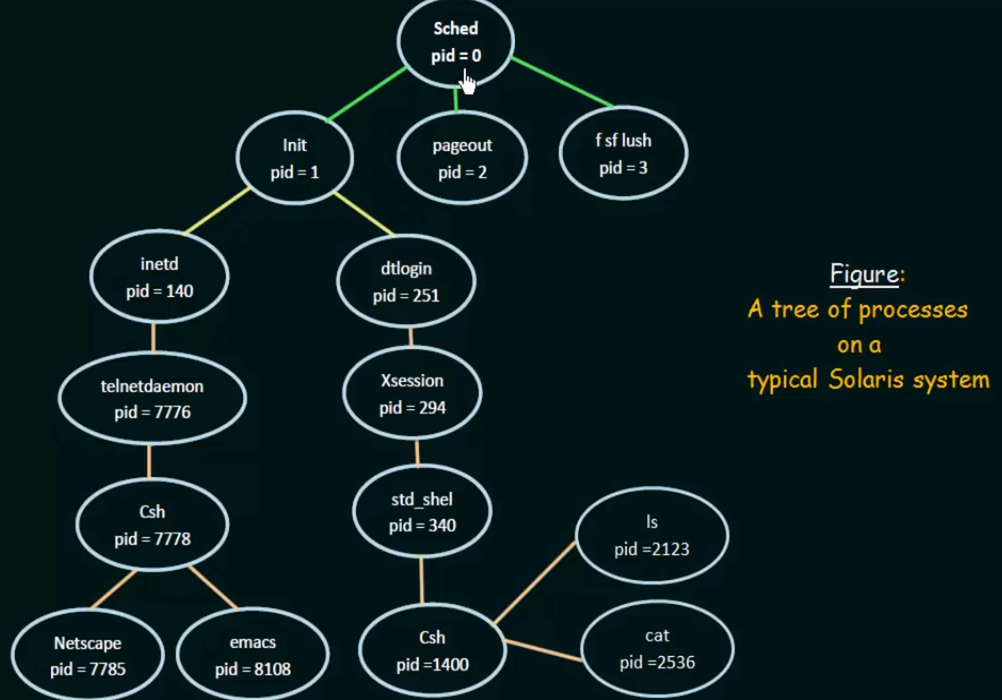 Sched
pid = 0
Init
pid = 1
pageout
pid = 2
f sf lush
pid = 3
inetd
pid = 140
dtlogin
pid = 251
Figure:
A tree of processes
on a
typical Solaris system
telnetdaemon
pid = 7776
Xsession
pid = 294
Csh
pid = 7778
std_shel
pid = 340
ls
pid =2123
Netscape
pid = 7785
emacs
pid = 8108
Csh
pid =1400
cat
pid =2536